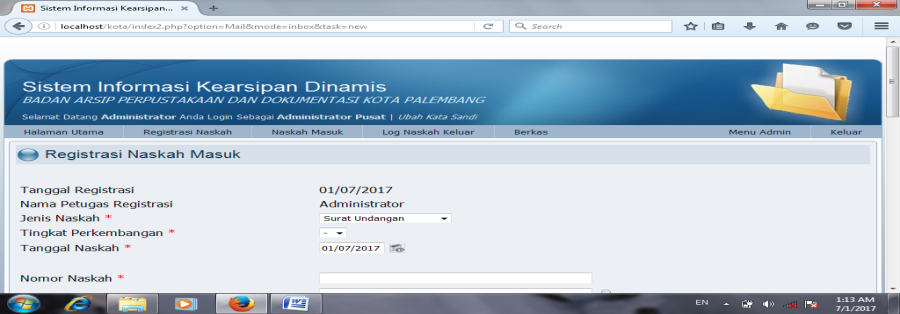 Sistem Informasi Kearsipan...
localhost/kota/index2.php?option=Mail&mode=inbox&task=new
Search
Sistem Informasi Kearsipan Dinamis
BADAN ARSIP PERPUSTAKAAN DAN DOKUMENTASI KOTA PALEMBANG
Selamat Datang Administrator Anda Login Sebagai Administrator Pusat | Ubah Kata Sandi
Halaman Utama Registrasi Naskah Naskah Masuk Log Naskah Keluar Berkas Menu Admin Keluar
Registrasi Naskah Masuk
Tanggal Registrasi 01/07/2017
Nama Petugas Registrasi Administrator
Jenis Naskah * Surat Undangan
Tingkat Perkembangan * -
Tanggal Naskah * 01/07/2017
Nomor Naskah *
EN 1:13 AM
7/1/2017